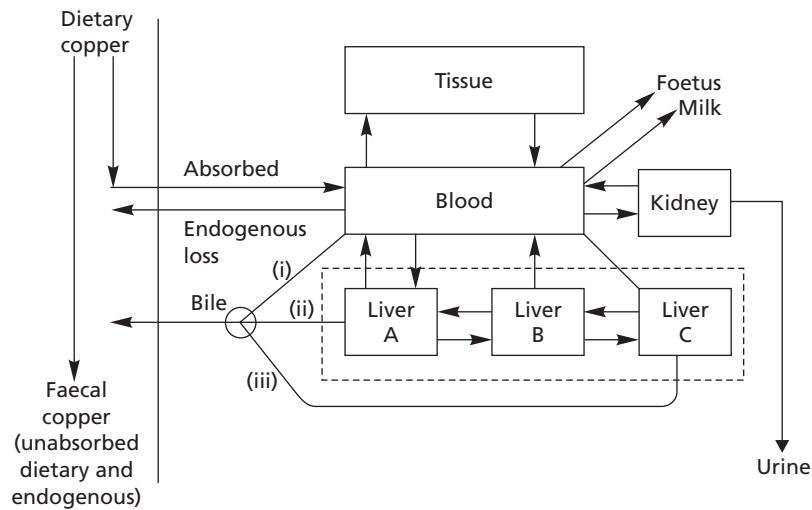 Dietary
copper
Tissue
Foetus
Milk
Absorbed
Blood
Kidney
Endogenous
loss
(i)
Bile
(ii)
Liver
A
Liver
B
Liver
C
(iii)
Faecal
copper
(unabsorbed
dietary and
endogenous)
Urine